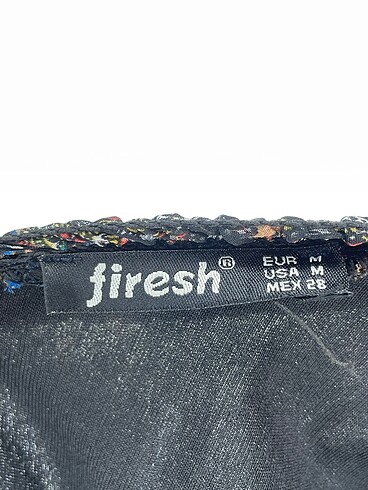 firesh®
EUR M
USA M
MEX 28